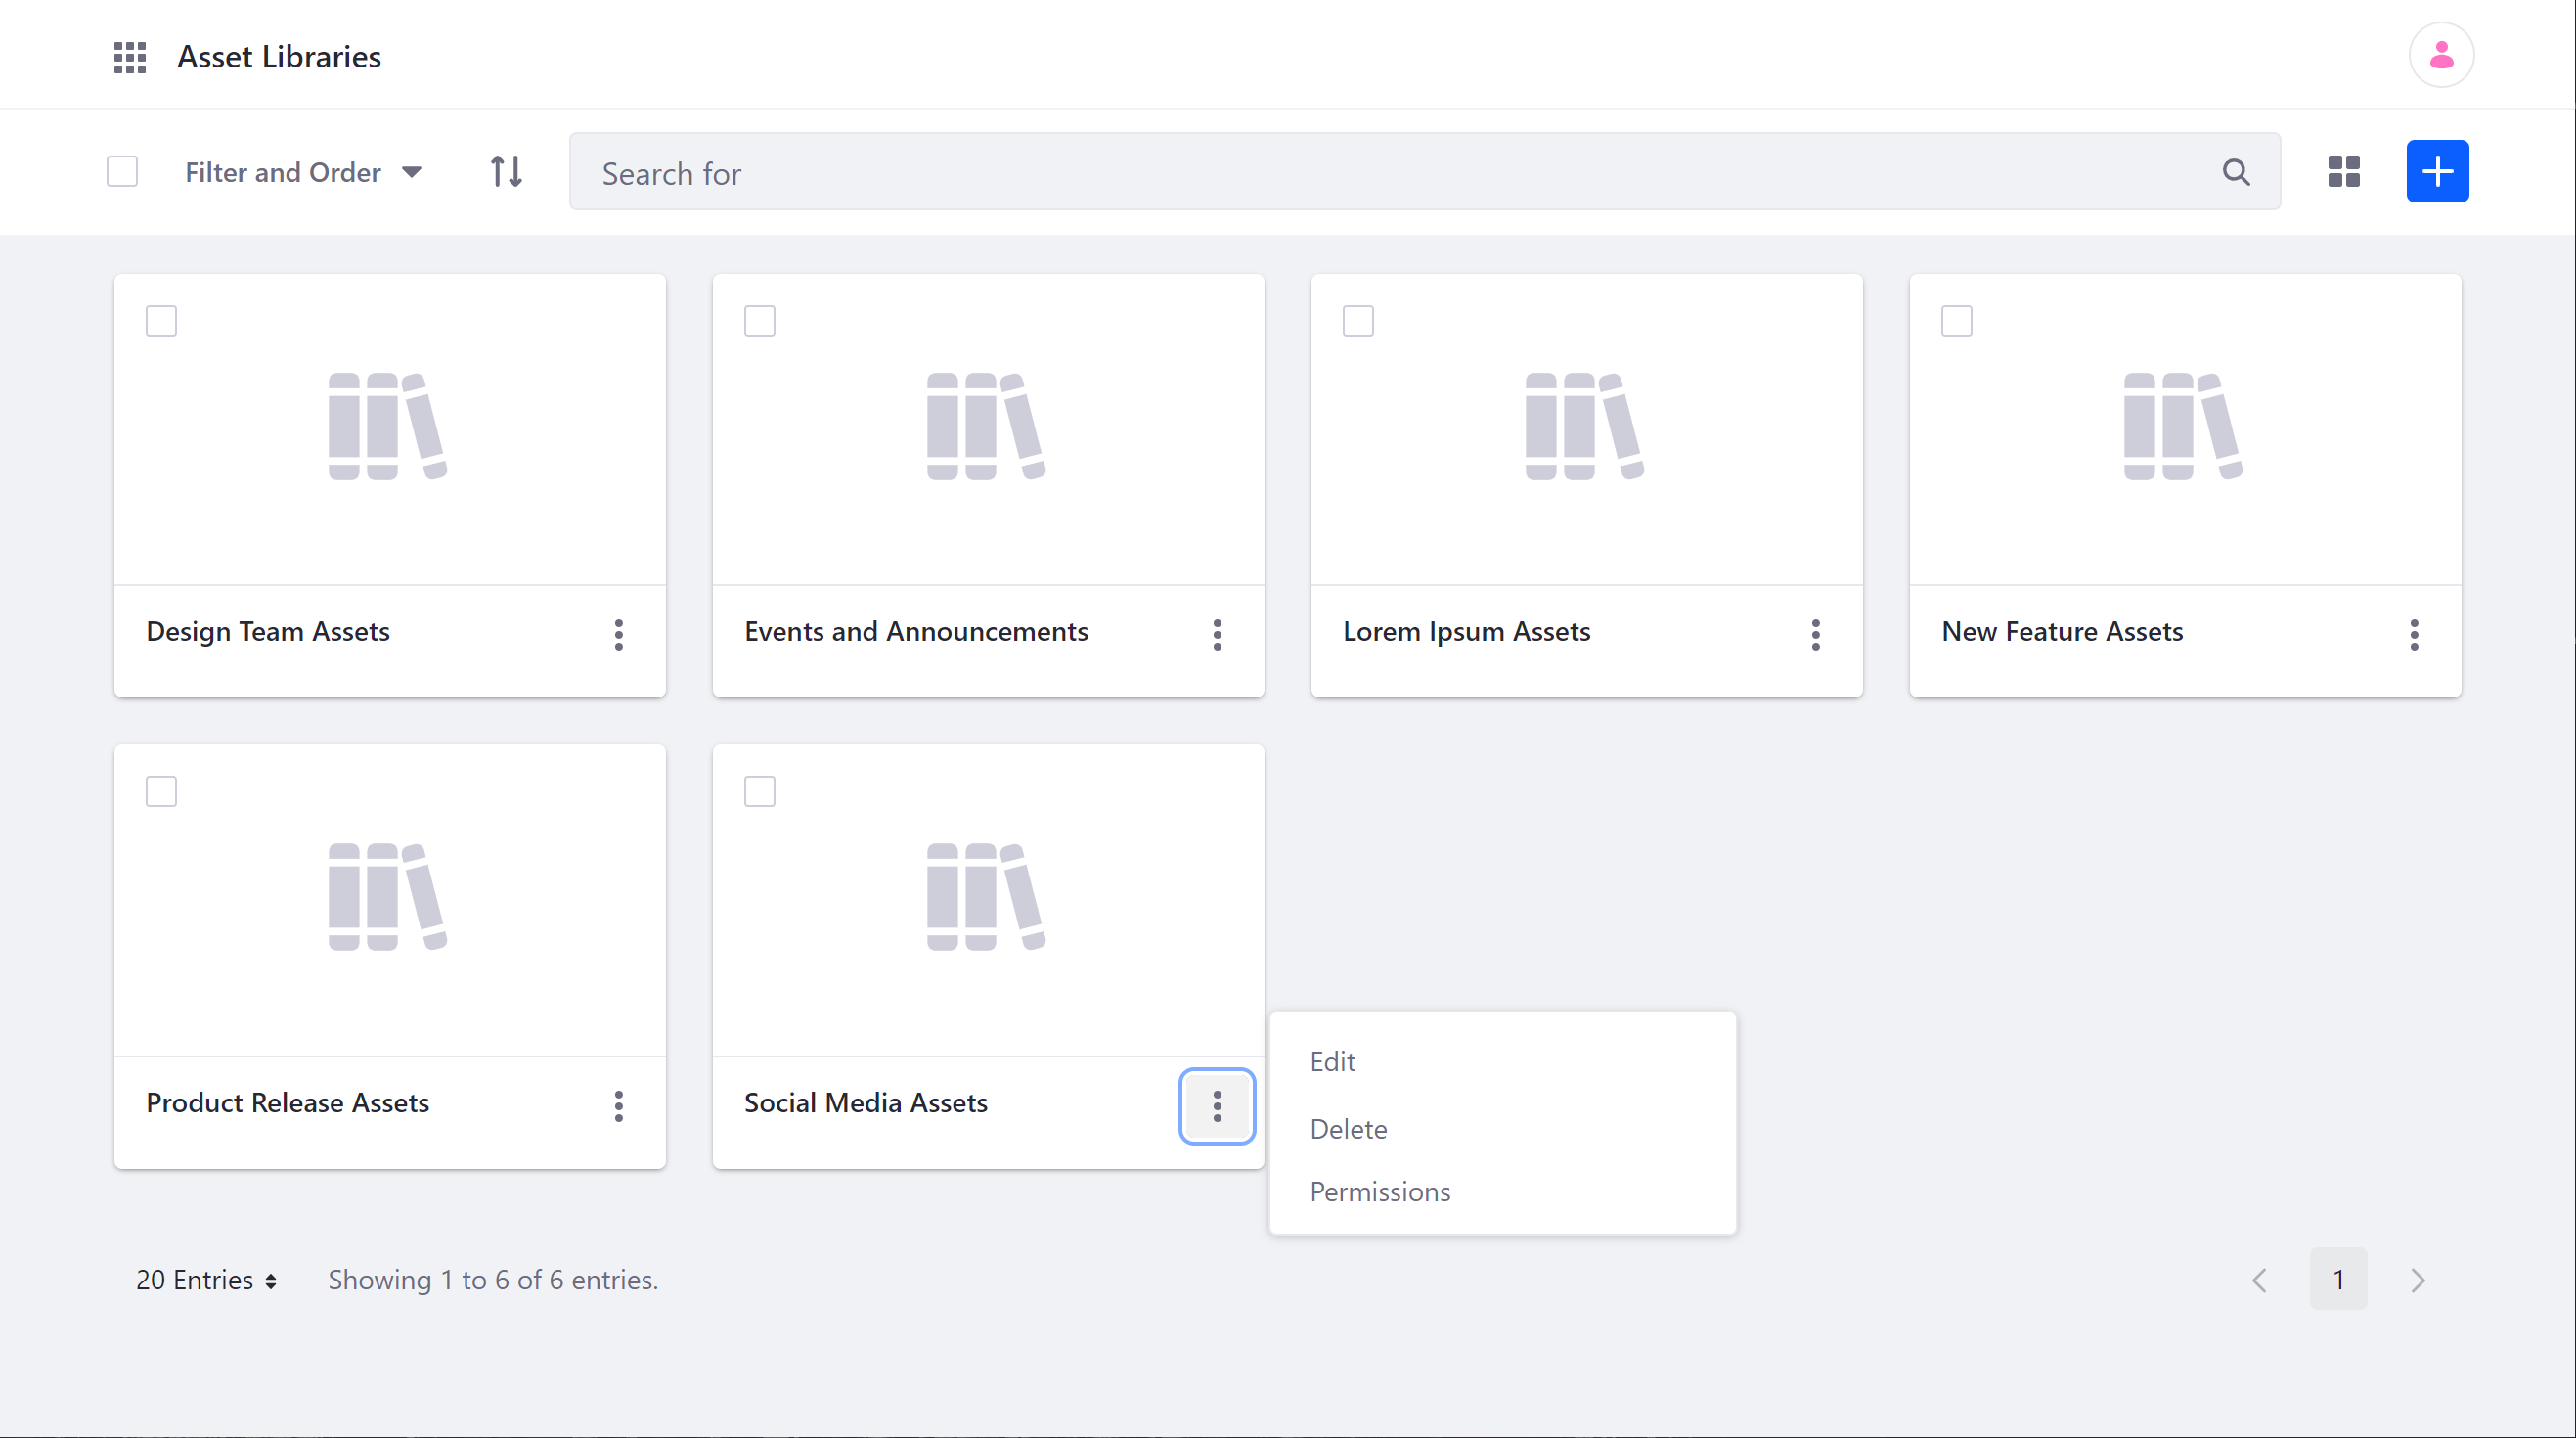 Asset Libraries
Filter and Order
Search for
Design Team Assets
Events and Announcements
Lorem Ipsum Assets
New Feature Assets
Product Release Assets
Social Media Assets
Edit
Delete
Permissions
20 Entries
Showing 1 to 6 of 6 entries.
1